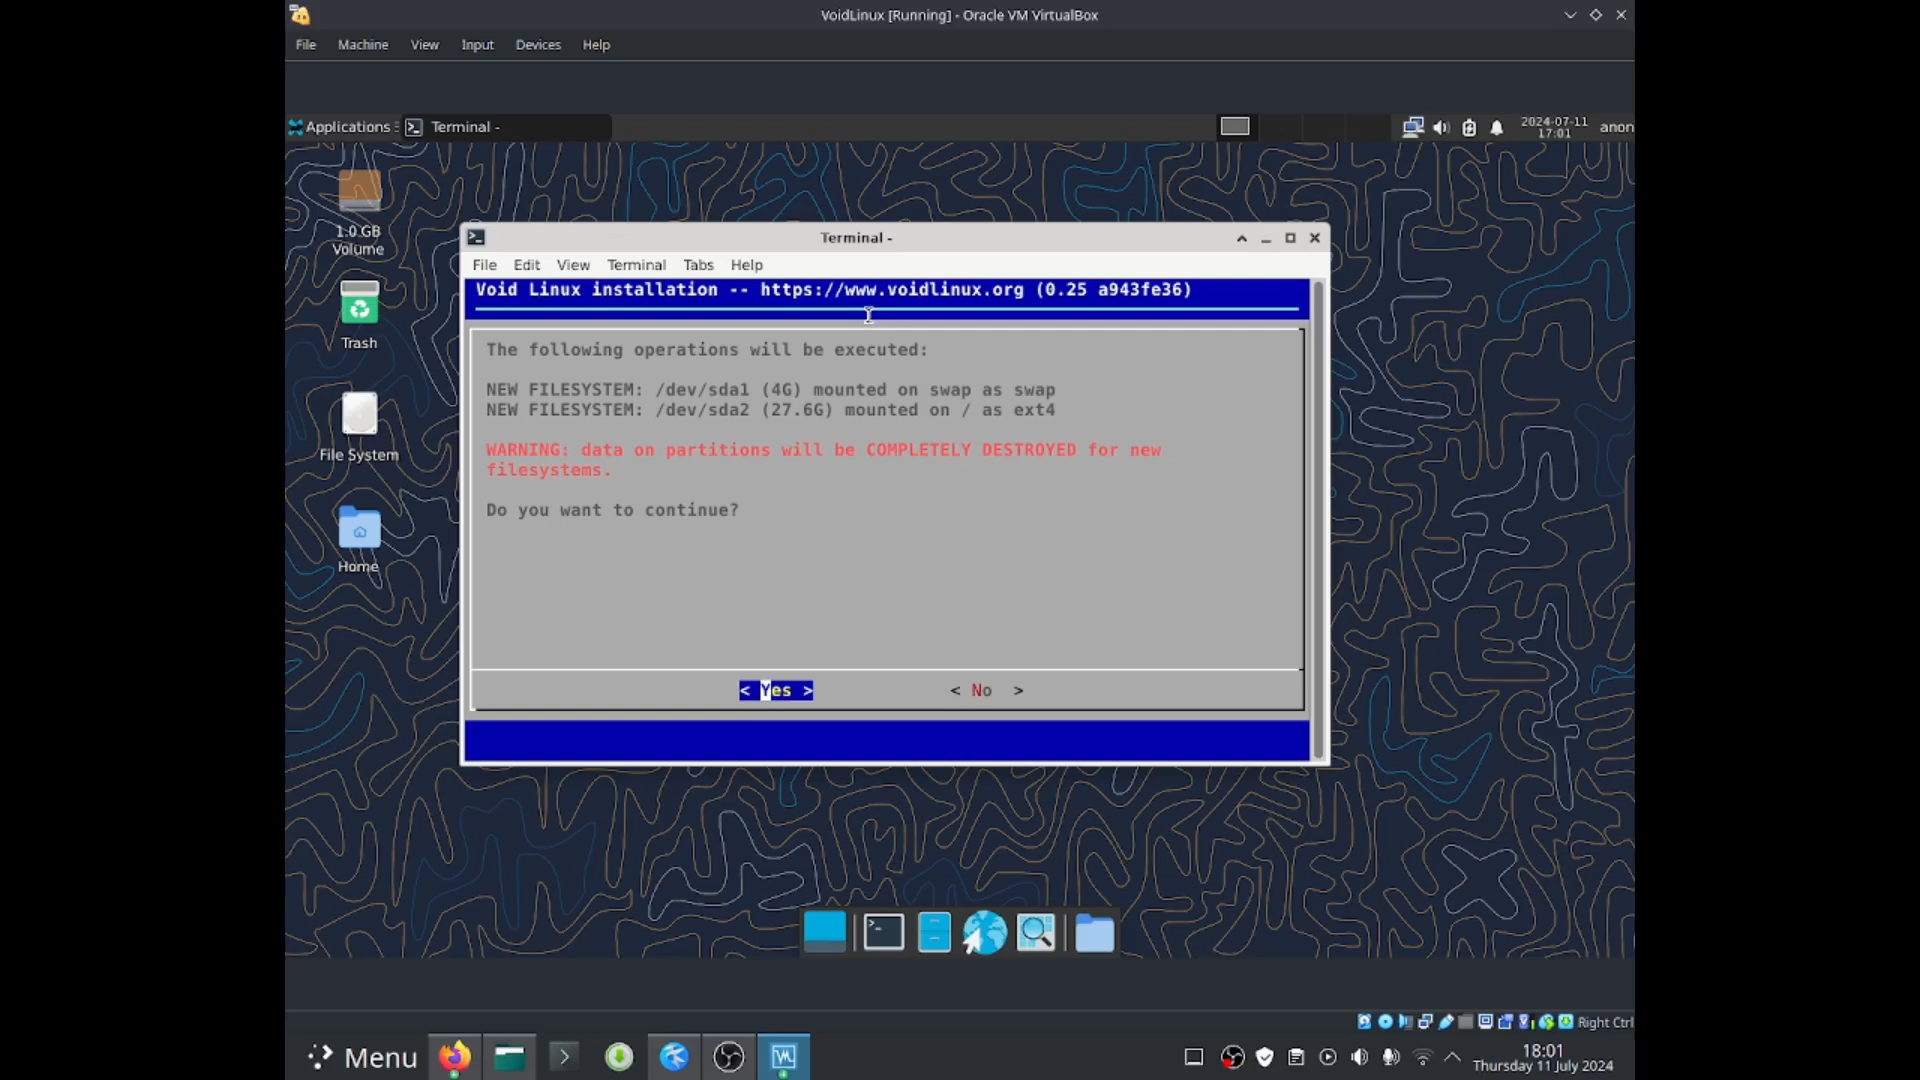 VoidLinux [Running] - Oracle VM VirtualBox
File Machine View Input Devices Help
Applications Terminal - 2024-07-11 anon
17:01
1.0 GB
Volume
Trash
File System
Home
Terminal -
File Edit View Terminal Tabs Help
Void Linux installation -- https://www.voidlinux.org (0.25 a943fe36)
The following operations will be executed:
NEW FILESYSTEM: /dev/sda1 (4G) mounted on swap as swap
NEW FILESYSTEM: /dev/sda2 (27.6G) mounted on / as ext4
WARNING: data on partitions will be COMPLETELY DESTROYED for new
filesystems.
Do you want to continue?
< Yes > < No >
Right Ctrl
Menu 18:01
Thursday 11 July 2024